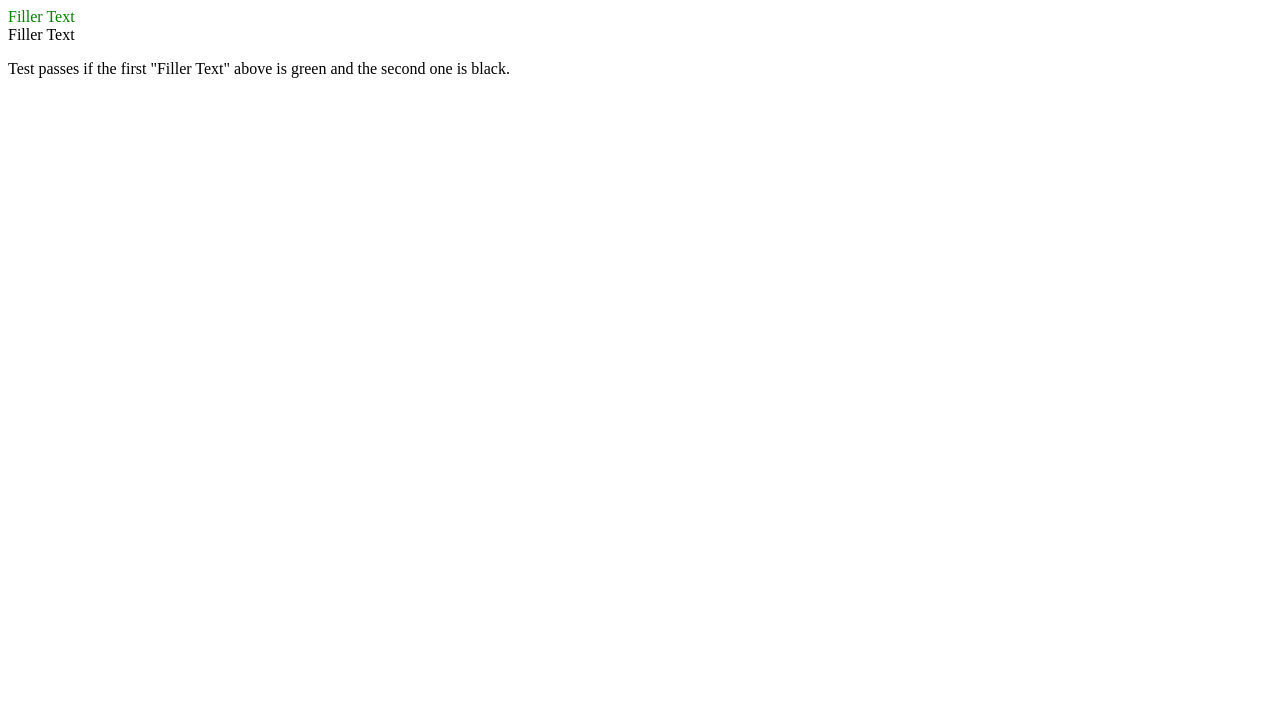 Filler Text
Filler Text
Test passes if the first "Filler Text" above is green and the second one is black.